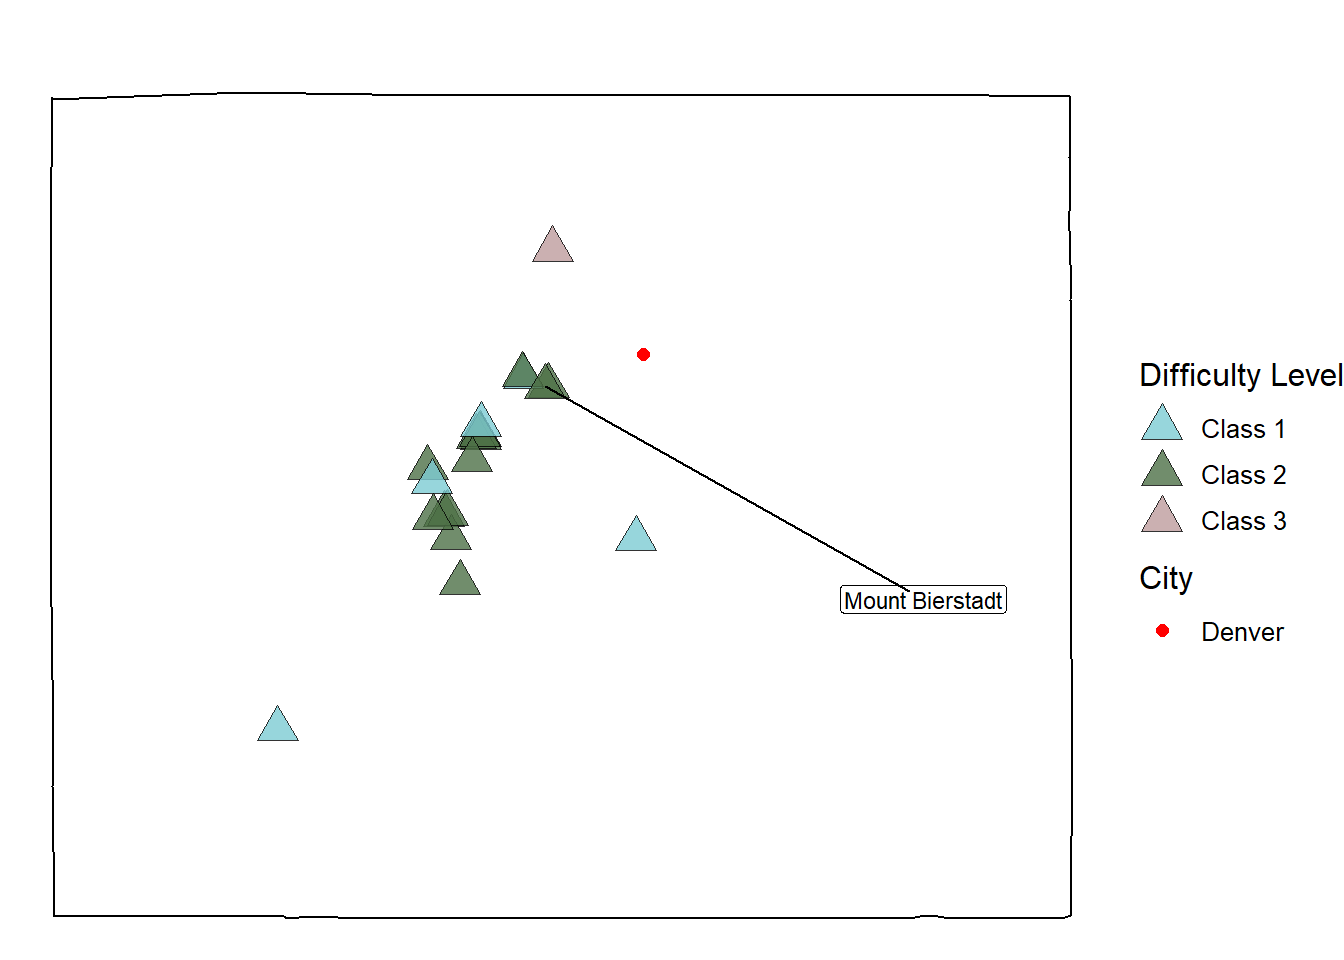 Mount Bierstadt
Difficulty Level
Class 1
Class 2
Class 3
City
Denver